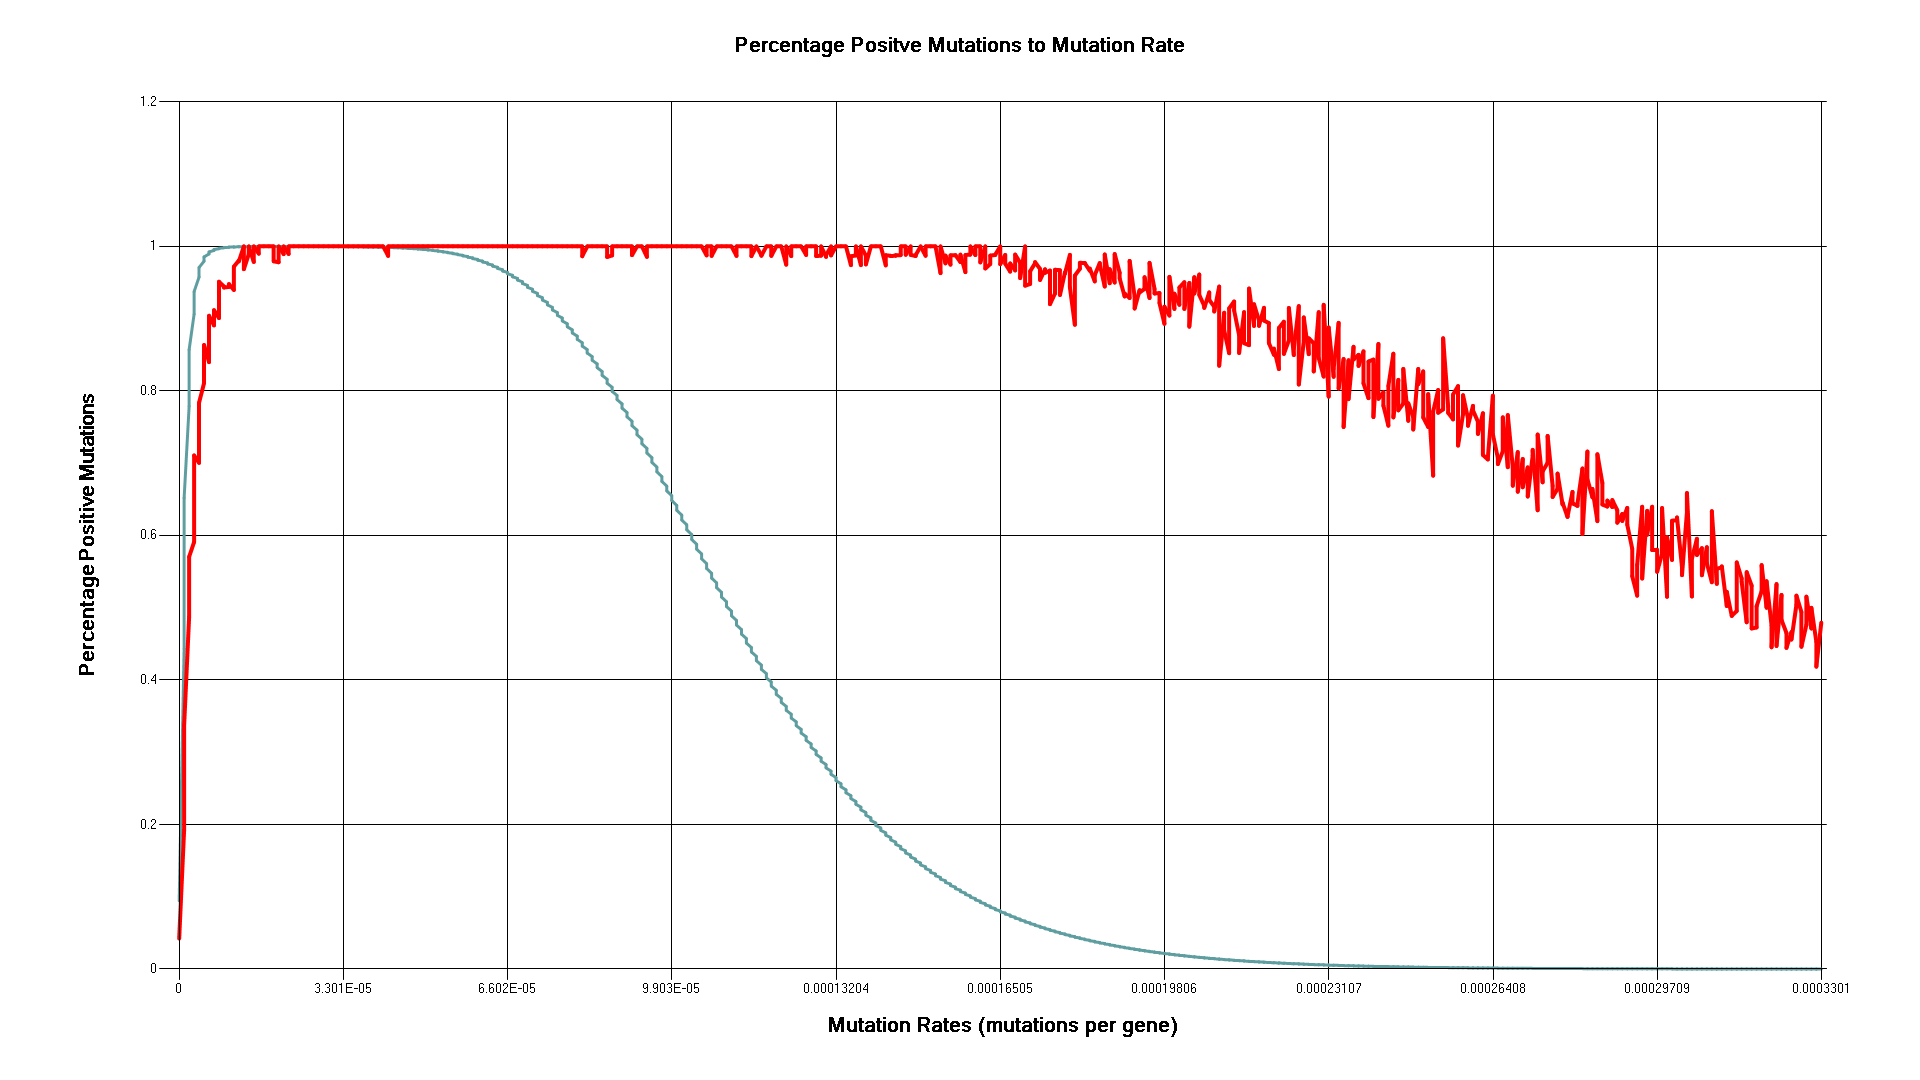 Percentage Positve Mutations to Mutation Rate
1.2
1
0.8
0.6
0.4
0.2
0
Percentage Positive Mutations
0 3.301E-05 6.602E-05 9.903E-05 0.00013204 0.00016505 0.00019806 0.00023107 0.00026408 0.00029709 0.0003301
Mutation Rates (mutations per gene)